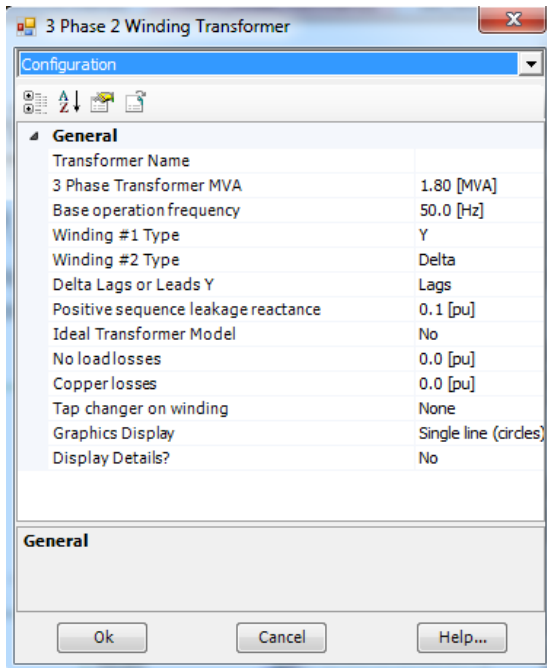 3 Phase 2 Winding Transformer
Configuration
General
Transformer Name
3 Phase Transformer MVA 1.80 [MVA]
Base operation frequency 50.0 [Hz]
Winding #1 Type Y
Winding #2 Type Delta
Delta Lags or Leads Y Lags
Positive sequence leakage reactance 0.1 [pu]
Ideal Transformer Model No
No load losses 0.0 [pu]
Copper losses 0.0 [pu]
Tap changer on winding None
Graphics Display Single line (circles)
Display Details? No
General
Ok Cancel Help...